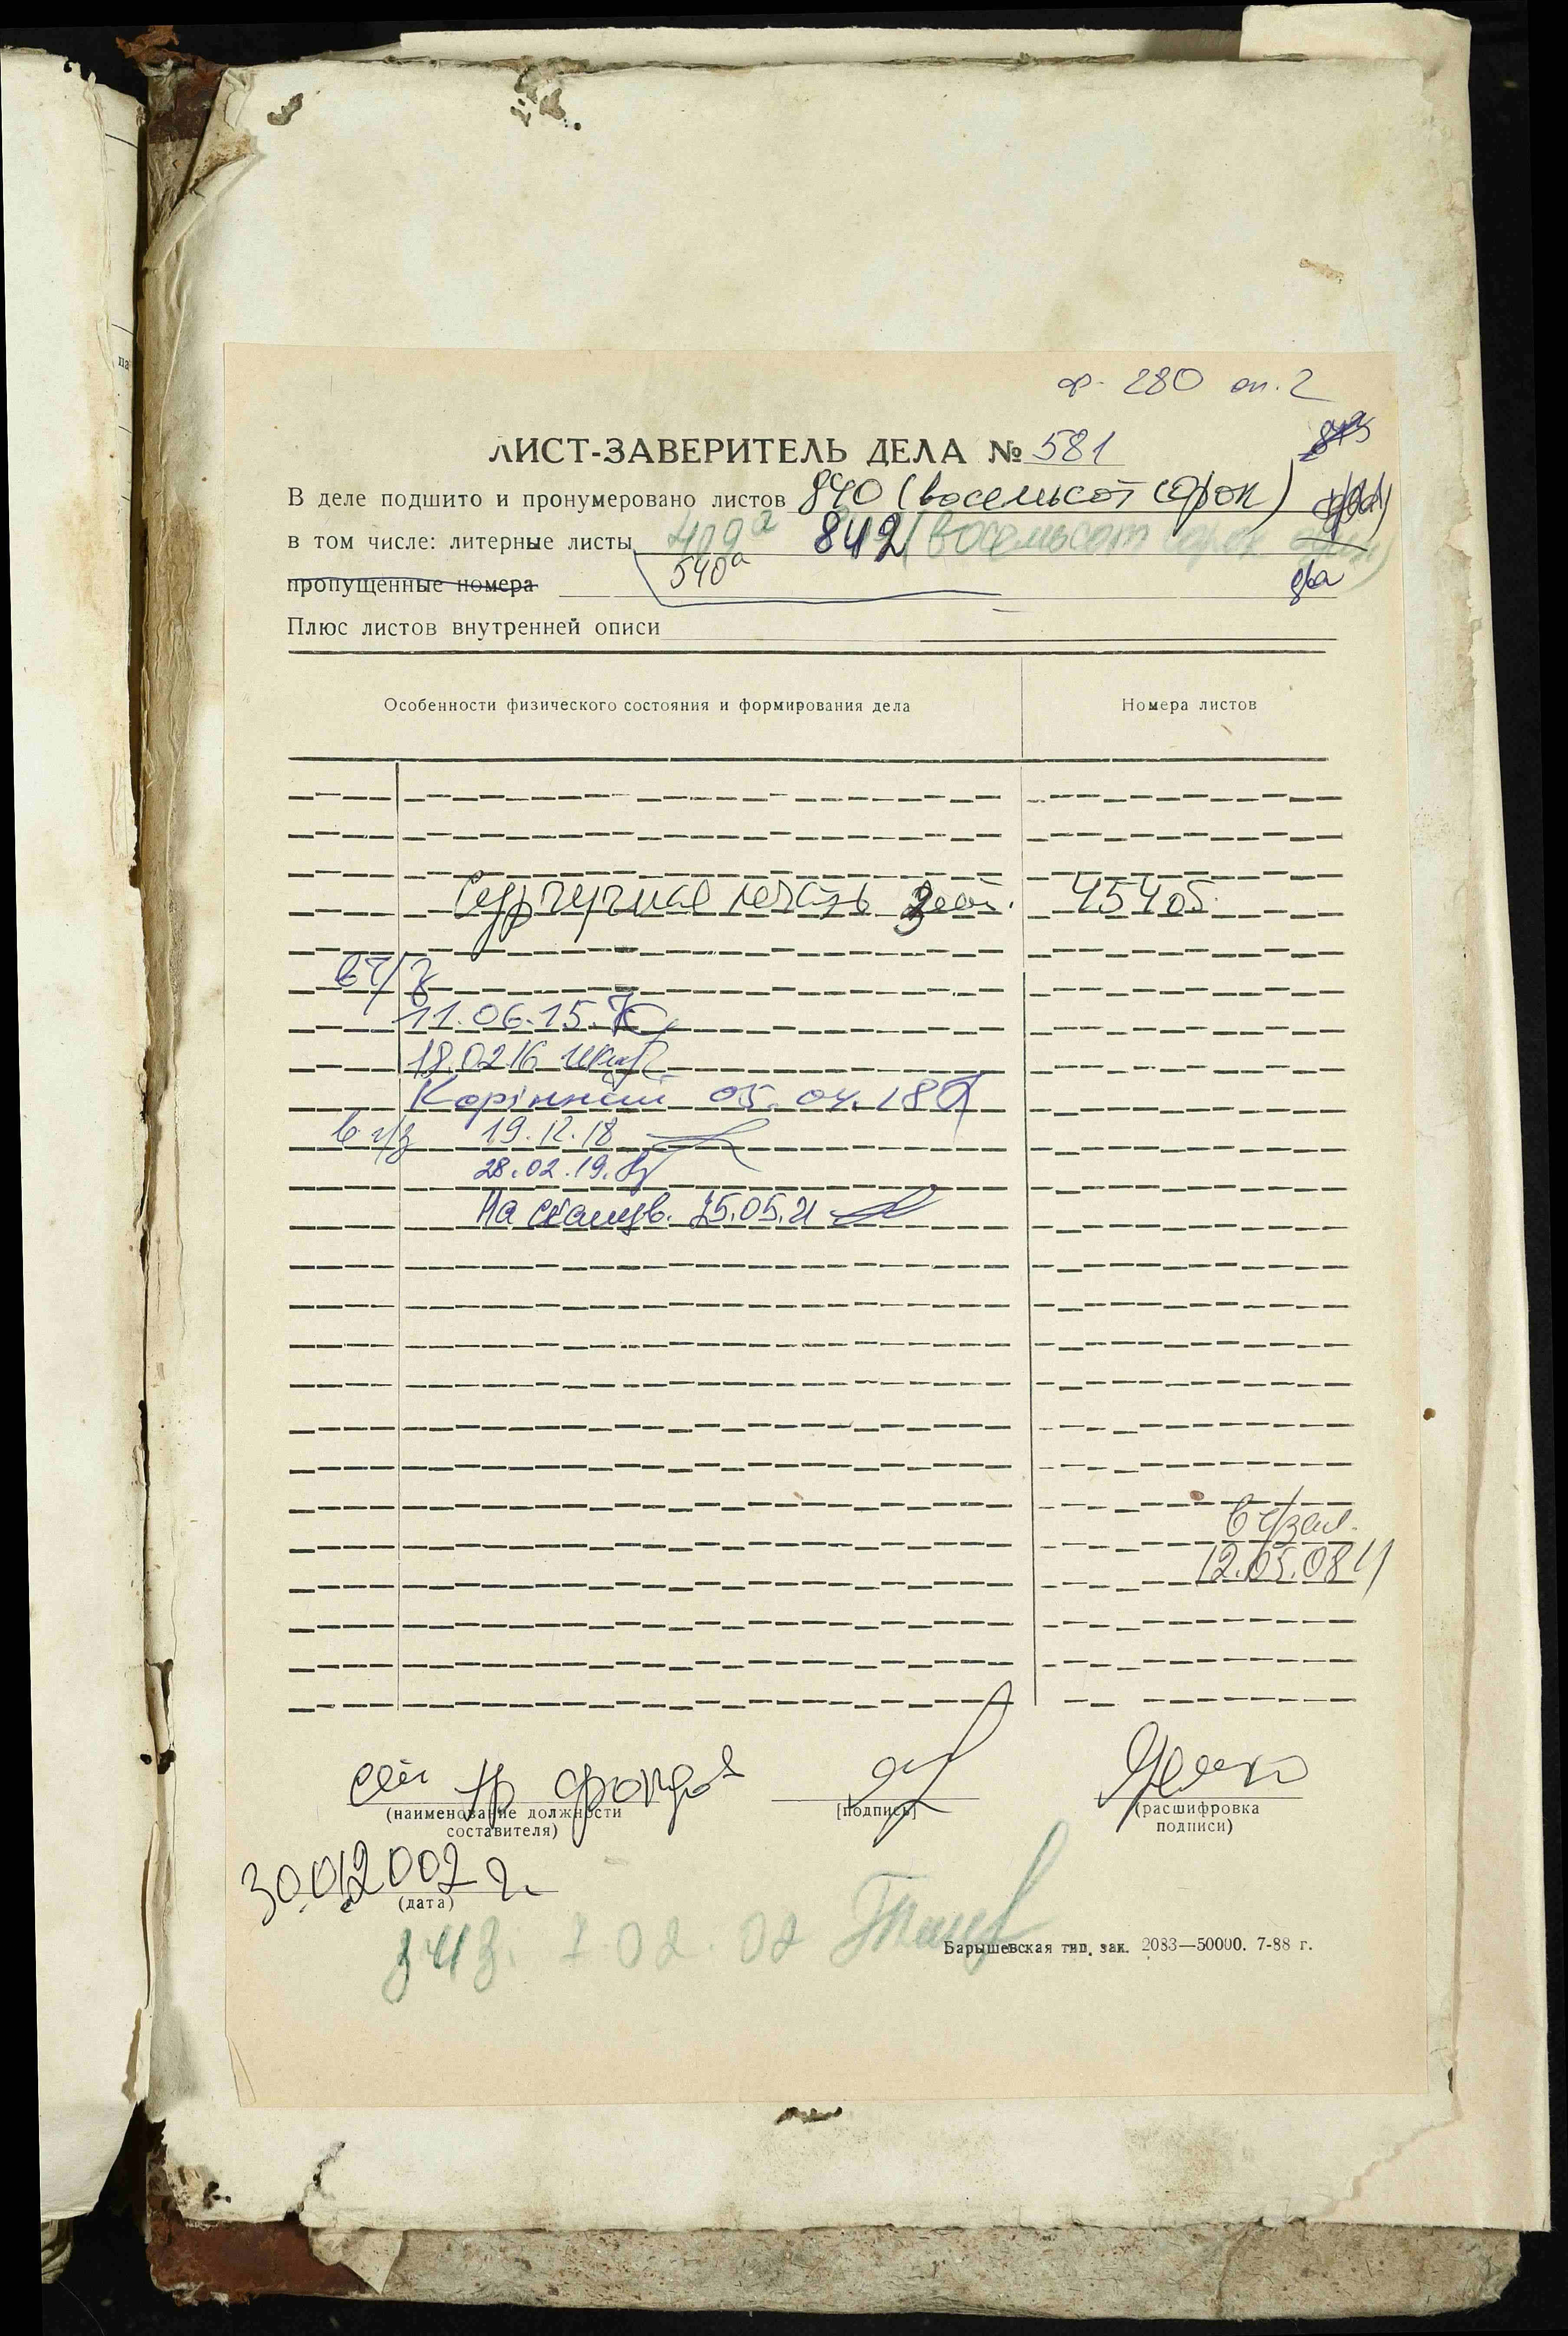 ф. 280 оп. 2
ЛИСТ-ЗАВЕРИТЕЛЬ ДЕЛА № 581
В деле подшито и пронумеровано листов 840 (восемьсот сорок)
в том числе: литерные листы 409а 842 (восемьсот сорок
540а два
пропущенные номера
Плюс листов внутренней описи
Особенности физического состояния и формирования дела Номера листов
Сургучная печать 454об
в ч/з
11.06.15.
18.02.16
Корінний 05.04.18
в ч/з 19.12.18
28.02.19.
На сканув. 25.05.21
в ч/зал.
12.05.08
фондов
(наименование должности составителя) [подпись] (расшифровка подписи)
30.01.2002 г.
(дата)
7.02.02
Барышевская тип. зак. 2083—50000. 7-88 г.